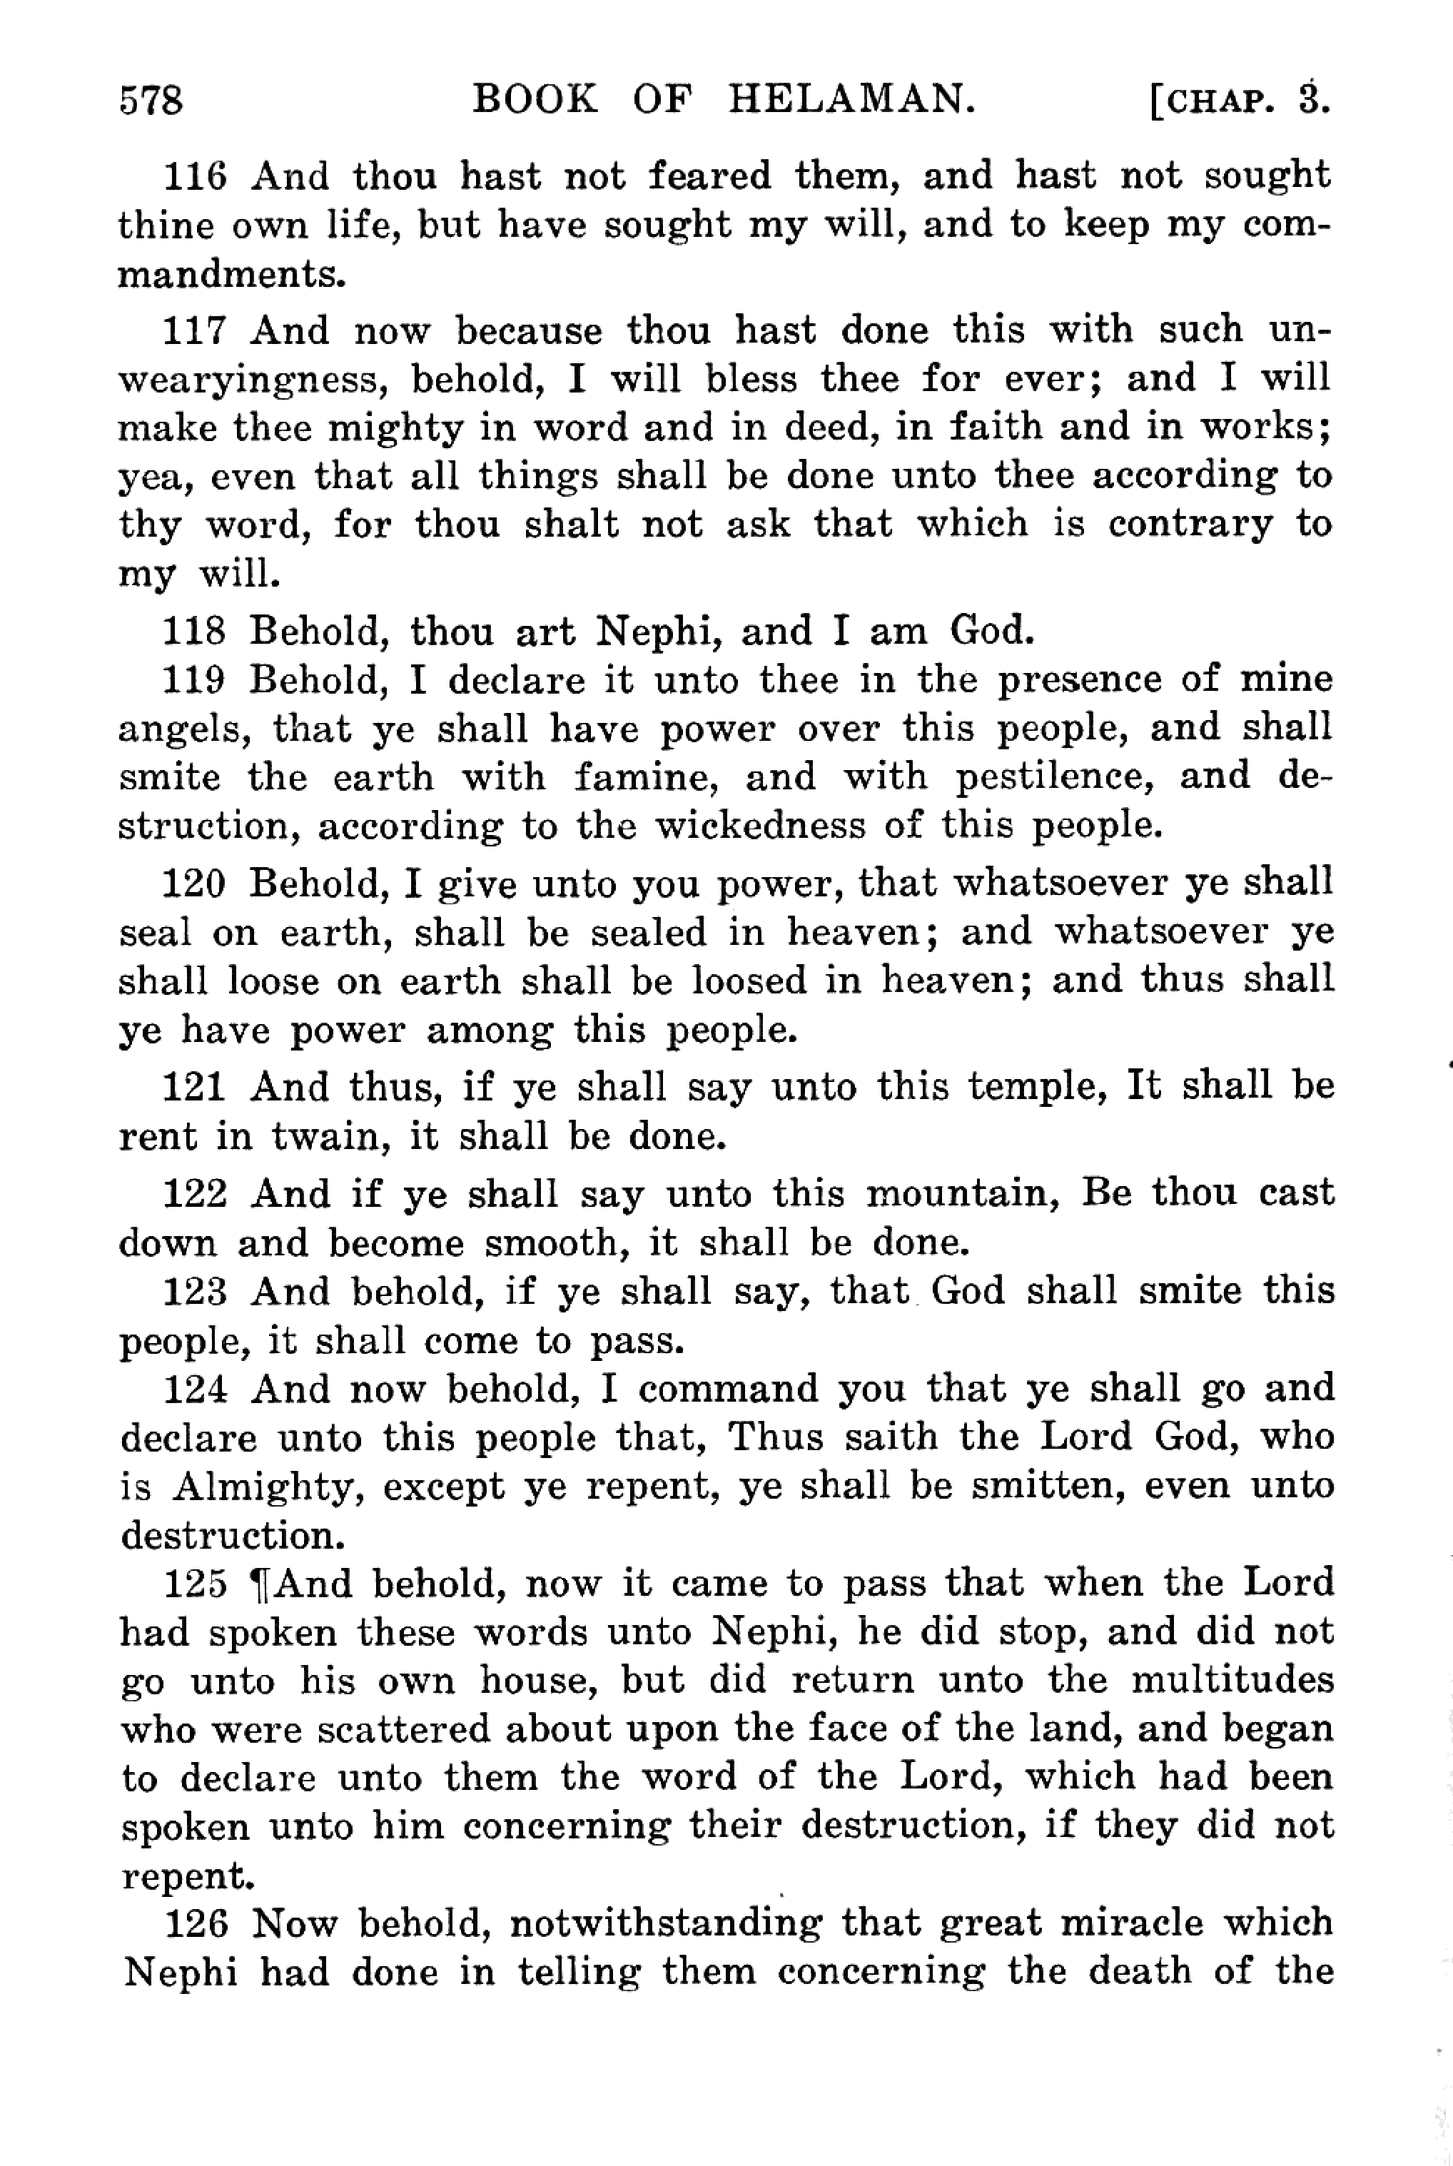 578 BOOK OF HELAMAN. [CHAP. 3.
116 And thou hast not feared them, and hast not sought
thine own life, but have sought my will, and to keep my com-
mandments.
117 And now because thou hast done this with such un-
wearyingness, behold, I will bless thee for ever; and I will
make thee mighty in word and in deed, in faith and in works;
yea, even that all things shall be done unto thee according to
thy word, for thou shalt not ask that which is contrary to
my will.
118 Behold, thou art Nephi, and I am God.
119 Behold, I declare it unto thee in the presence of mine
angels, that ye shall have power over this people, and shall
smite the earth with famine, and with pestilence, and de-
struction, according to the wickedness of this people.
120 Behold, I give unto you power, that whatsoever ye shall
seal on earth, shall be sealed in heaven; and whatsoever ye
shall loose on earth shall be loosed in heaven; and thus shall
ye have power among this people.
121 And thus, if ye shall say unto this temple, It shall be
rent in twain, it shall be done.
122 And if ye shall say unto this mountain, Be thou cast
down and become smooth, it shall be done.
123 And behold, if ye shall say, that God shall smite this
people, it shall come to pass.
124 And now behold, I command you that ye shall go and
declare unto this people that, Thus saith the Lord God, who
is Almighty, except ye repent, ye shall be smitten, even unto
destruction.
125 ¶And behold, now it came to pass that when the Lord
had spoken these words unto Nephi, he did stop, and did not
go unto his own house, but did return unto the multitudes
who were scattered about upon the face of the land, and began
to declare unto them the word of the Lord, which had been
spoken unto him concerning their destruction, if they did not
repent.
126 Now behold, notwithstanding that great miracle which
Nephi had done in telling them concerning the death of the